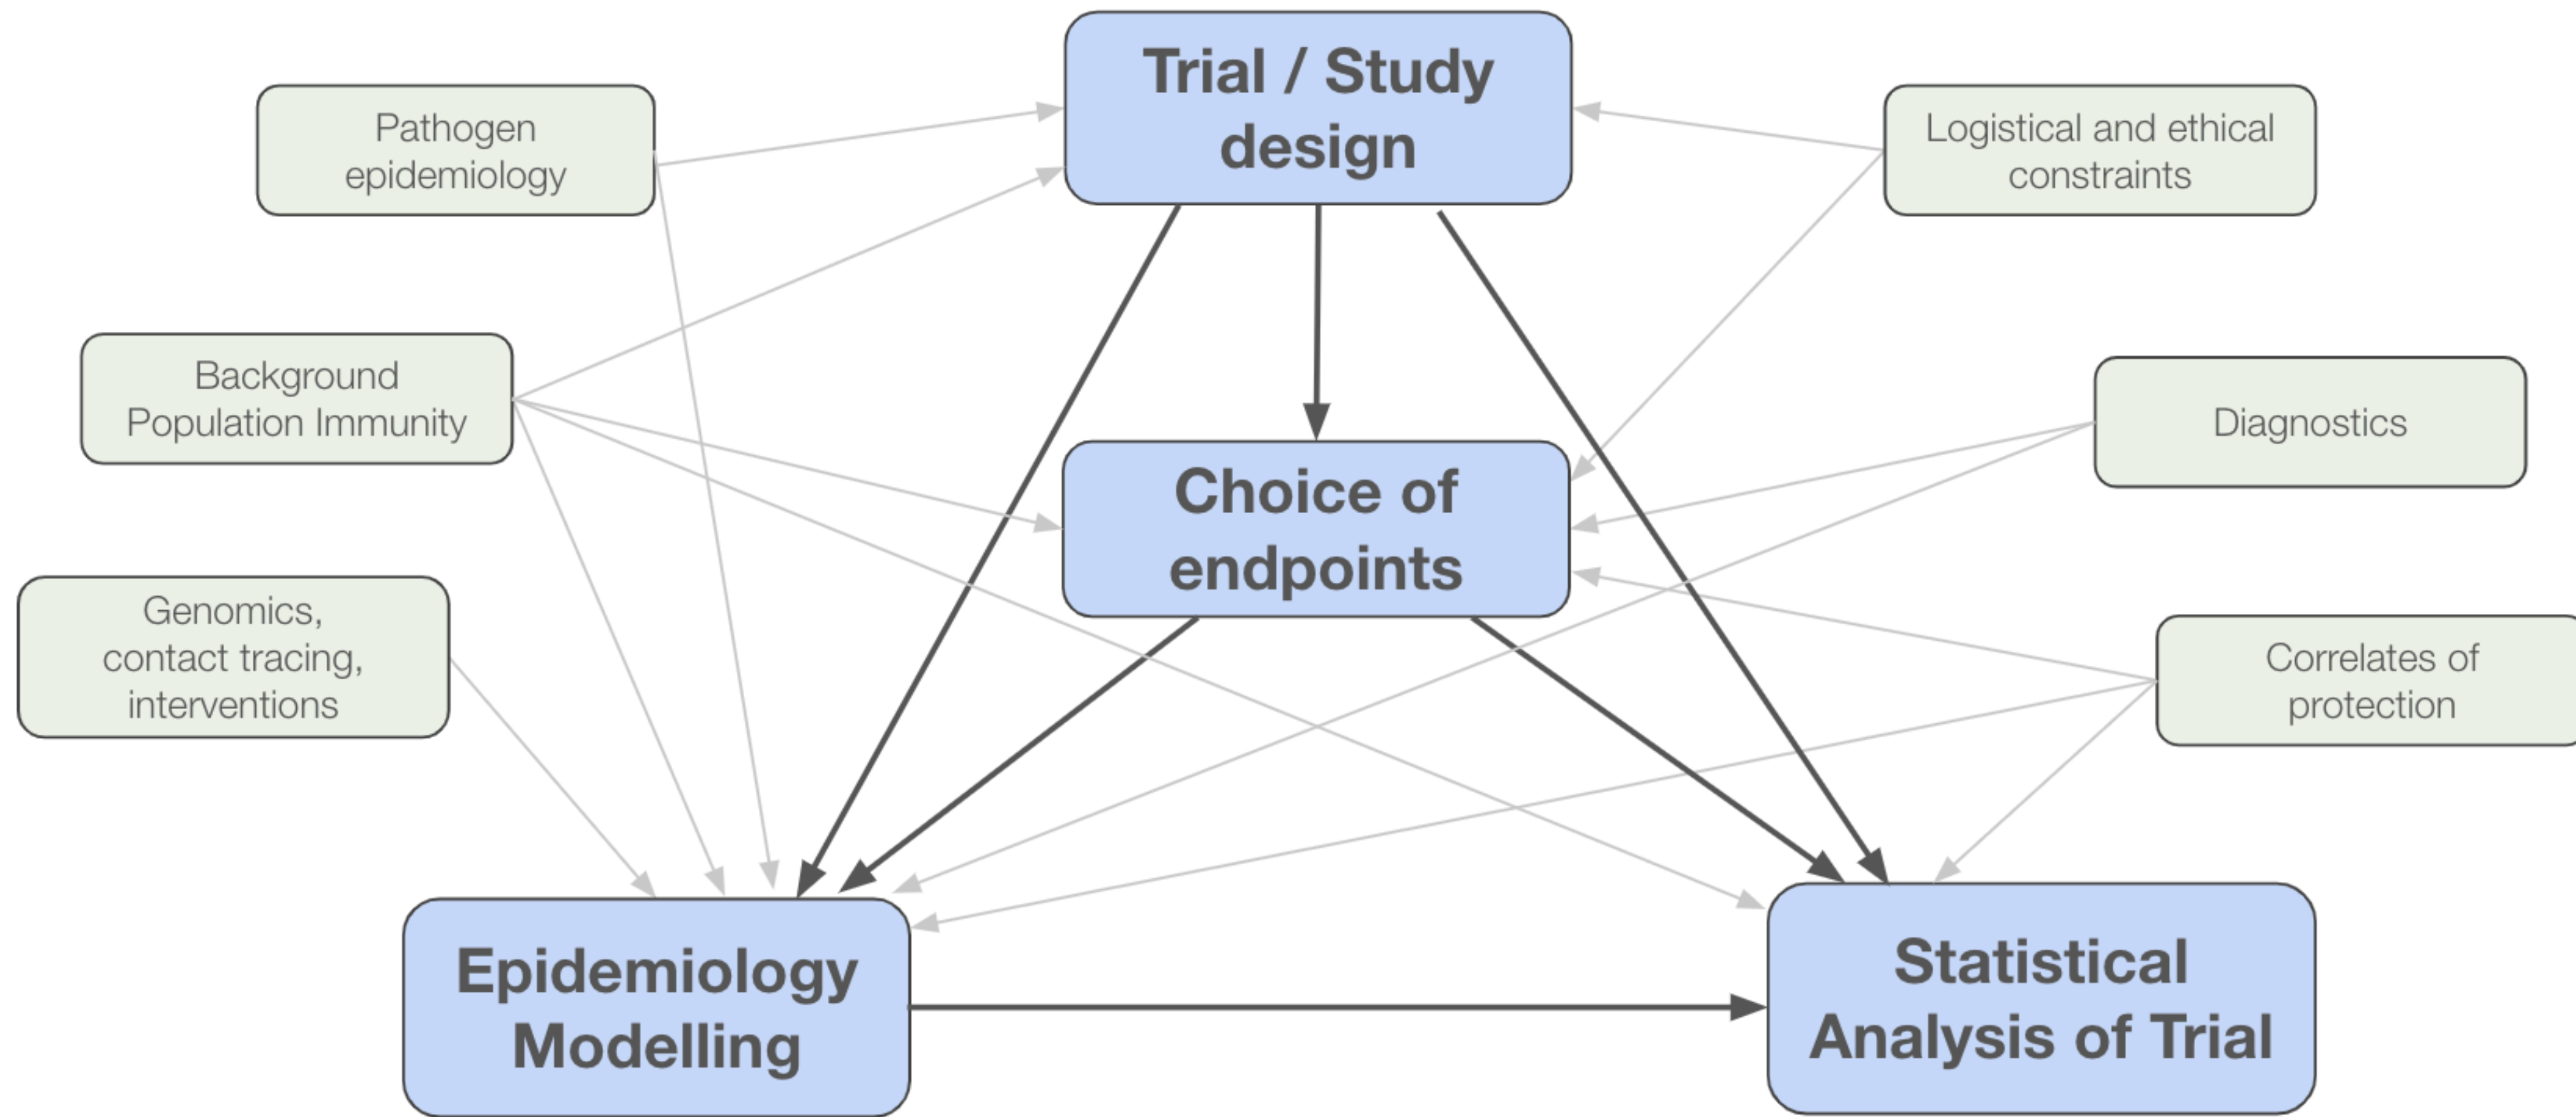 Trial / Study
design
Pathogen
epidemiology
Logistical and ethical
constraints
Background
Population Immunity
Diagnostics
Choice of
endpoints
Genomics,
contact tracing,
interventions
Correlates of
protection
Epidemiology
Modelling
Statistical
Analysis of Trial